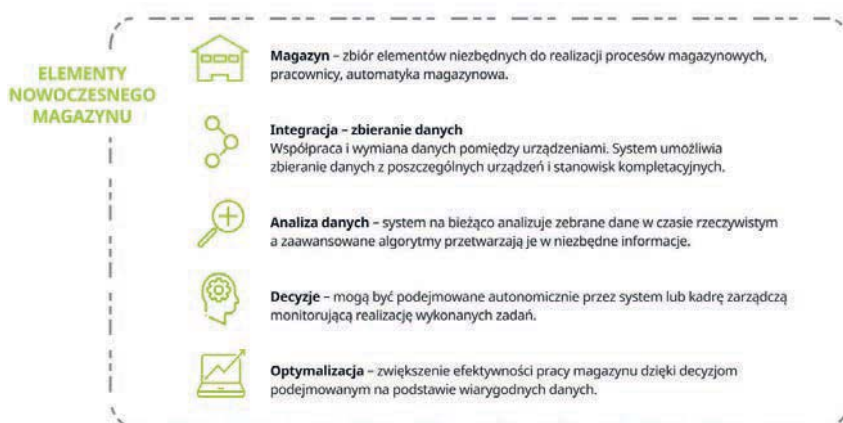 ELEMENTY
NOWOCZESNEGO
MAGAZYNU
Magazyn – zbiór elementów niezbędnych do realizacji procesów magazynowych,
pracownicy, automatyka magazynowa.
Integracja – zbieranie danych
Współpraca i wymiana danych pomiędzy urządzeniami. System umożliwia
zbieranie danych z poszczególnych urządzeń i stanowisk kompletacyjnych.
Analiza danych – system na bieżąco analizuje zebrane dane w czasie rzeczywistym
a zaawansowane algorytmy przetwarzają je w niezbędne informacje.
Decyzje – mogą być podejmowane autonomicznie przez system lub kadrę zarządczą
monitorującą realizację wykonanych zadań.
Optymalizacja – zwiększenie efektywności pracy magazynu dzięki decyzjom
podejmowanym na podstawie wiarygodnych danych.